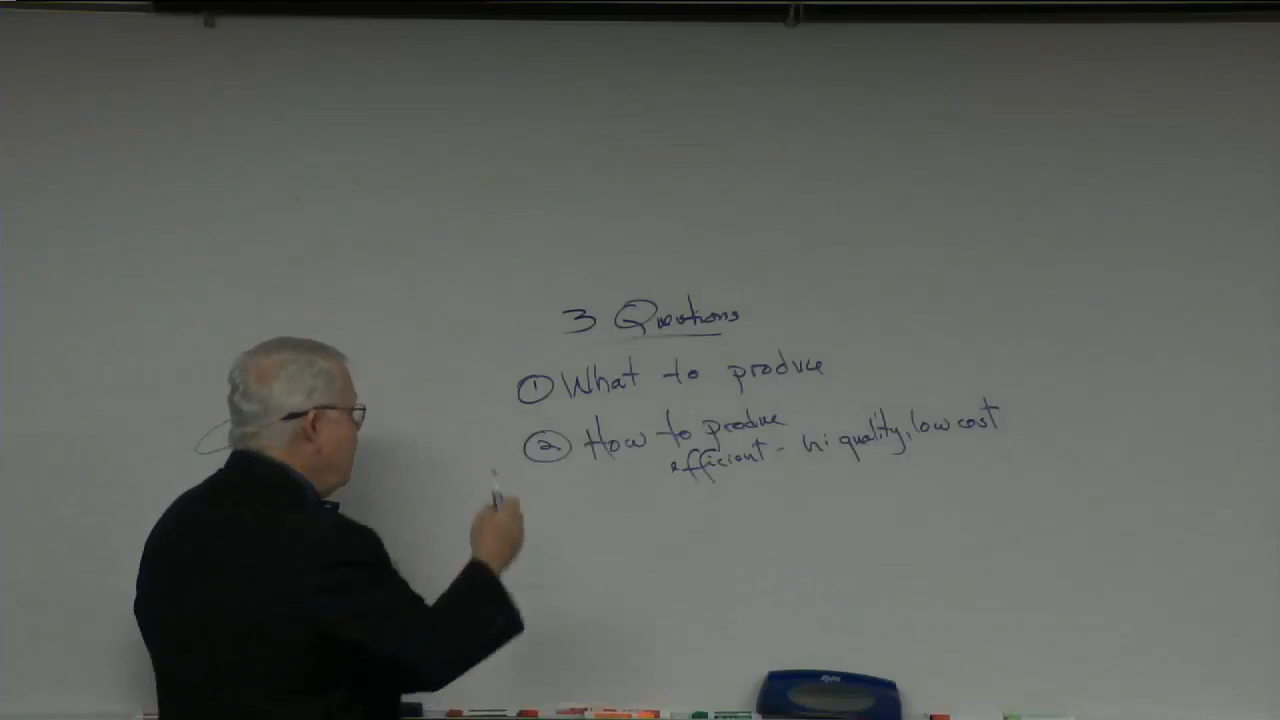 3 Questions
① What to produce
② How to produce
efficient - hi quality, low cost